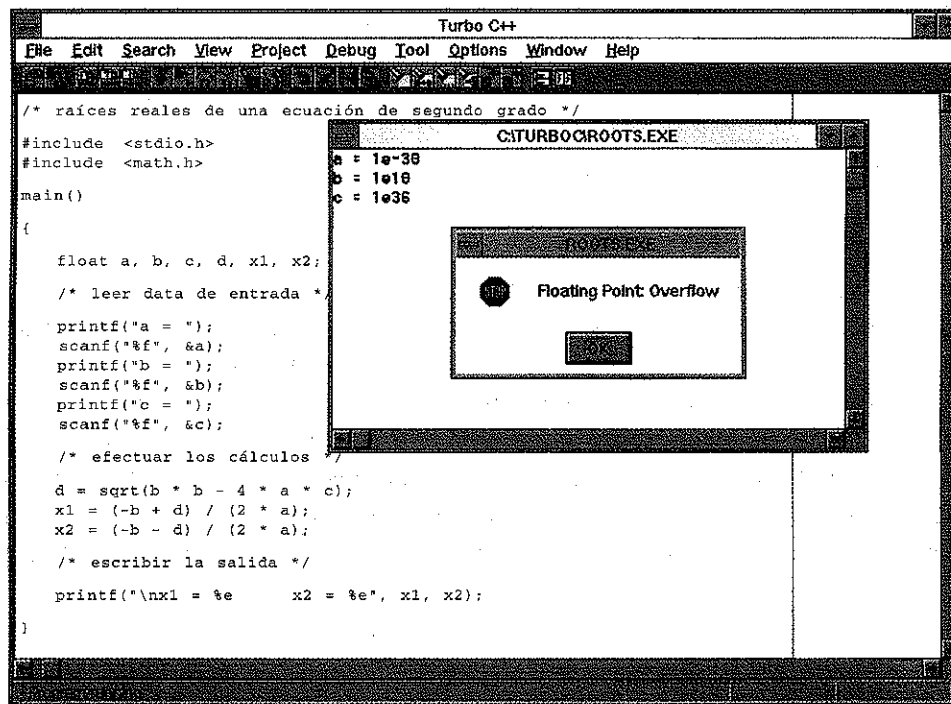 Turbo C++
File Edit Search View Project Debug Tool Options Window Help
/* raíces reales de una ecuación de segundo grado */
#include <stdio.h>
#include <math.h>
main()
{
float a, b, c, d, x1, x2;
/* leer data de entrada */
printf("a = ");
scanf("%f", &a);
printf("b = ");
scanf("%f", &b);
printf("c = ");
scanf("%f", &c);
/* efectuar los cálculos */
d = sqrt(b * b - 4 * a * c);
x1 = (-b + d) / (2 * a);
x2 = (-b - d) / (2 * a);
/* escribir la salida */
printf("\nx1 = %e     x2 = %e", x1, x2);
}
C:\TURBOC\ROOTS.EXE
a = 1e-38
b = 1e18
c = 1e36
ROOTS.EXE
Floating Point: Overflow
OK